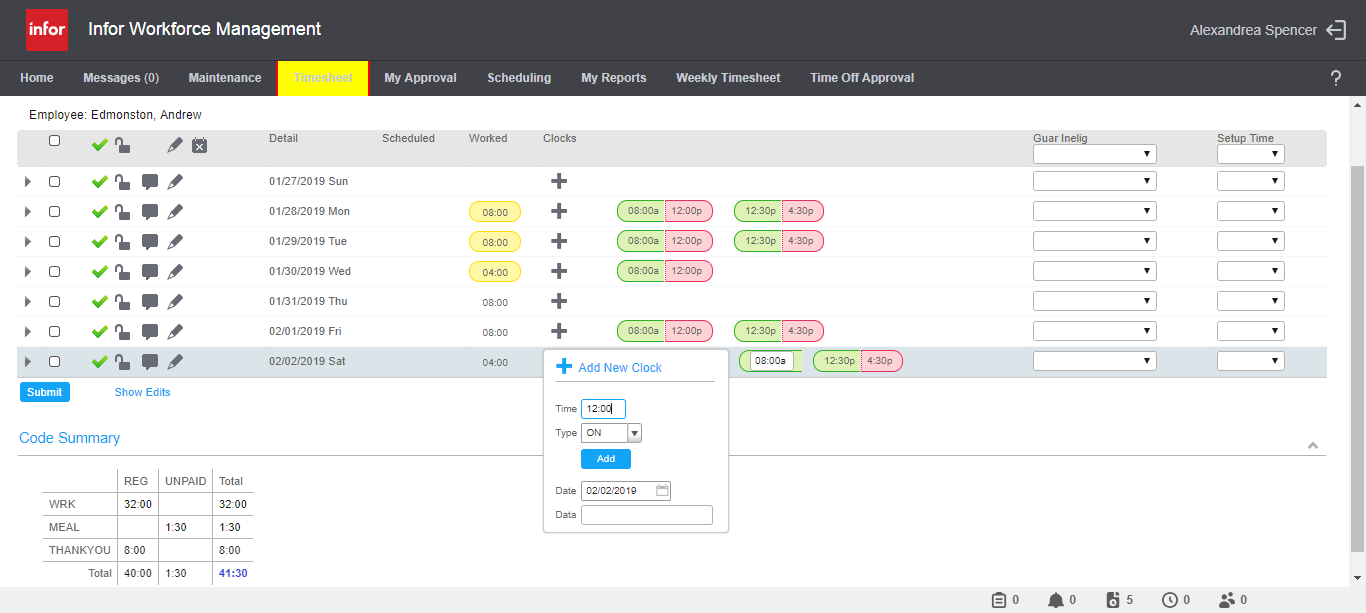 infor Infor Workforce Management Alexandrea Spencer
Home Messages (0) Maintenance Timesheet My Approval Scheduling My Reports Weekly Timesheet Time Off Approval ?
Employee: Edmonston, Andrew
Detail Scheduled Worked Clocks Guar Inelig Setup Time
01/27/2019 Sun
01/28/2019 Mon 08:00 08:00a 12:00p 12:30p 4:30p
01/29/2019 Tue 08:00 08:00a 12:00p 12:30p 4:30p
01/30/2019 Wed 04:00 08:00a 12:00p
01/31/2019 Thu 08:00
02/01/2019 Fri 08:00 08:00a 12:00p 12:30p 4:30p
02/02/2019 Sat 04:00 08:00a 12:30p 4:30p
Add New Clock
Time 12:00
Type ON
Add
Date 02/02/2019
Data
Submit Show Edits
Code Summary
REG UNPAID Total
WRK 32:00 32:00
MEAL 1:30 1:30
THANKYOU 8:00 8:00
Total 40:00 1:30 41:30
0 0 5 0 0